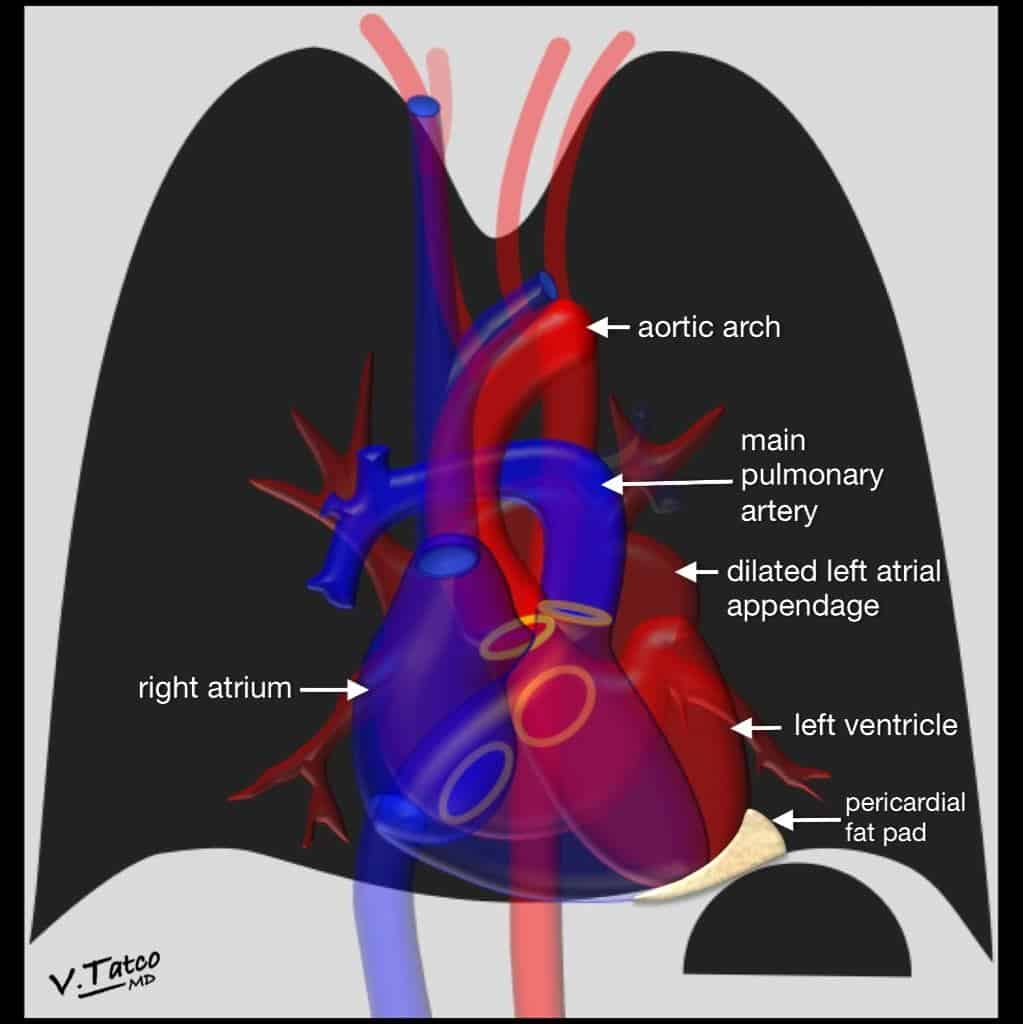 aortic arch
main
pulmonary
artery
dilated left atrial
appendage
right atrium
left ventricle
pericardial
fat pad
V.Tatco
MD